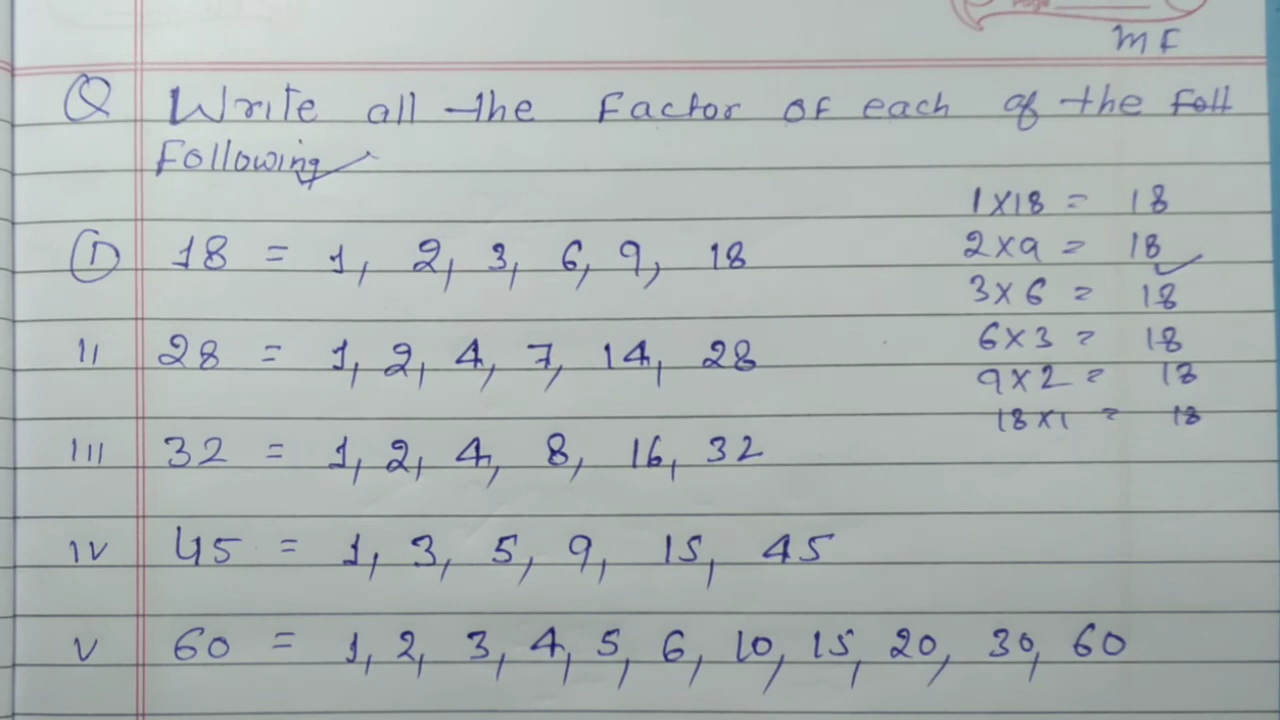 MF
Q Write all the Factor of each of the Foll
Following
I 18 = 1, 2, 3, 6, 9, 18
II 28 = 1, 2, 4, 7, 14, 28
III 32 = 1, 2, 4, 8, 16, 32
IV 45 = 1, 3, 5, 9, 15, 45
V 60 = 1, 2, 3, 4, 5, 6, 10, 15, 20, 30, 60
1×18 = 18
2×9 = 18
3×6 = 18
6×3 = 18
9×2 = 18
18×1 = 18